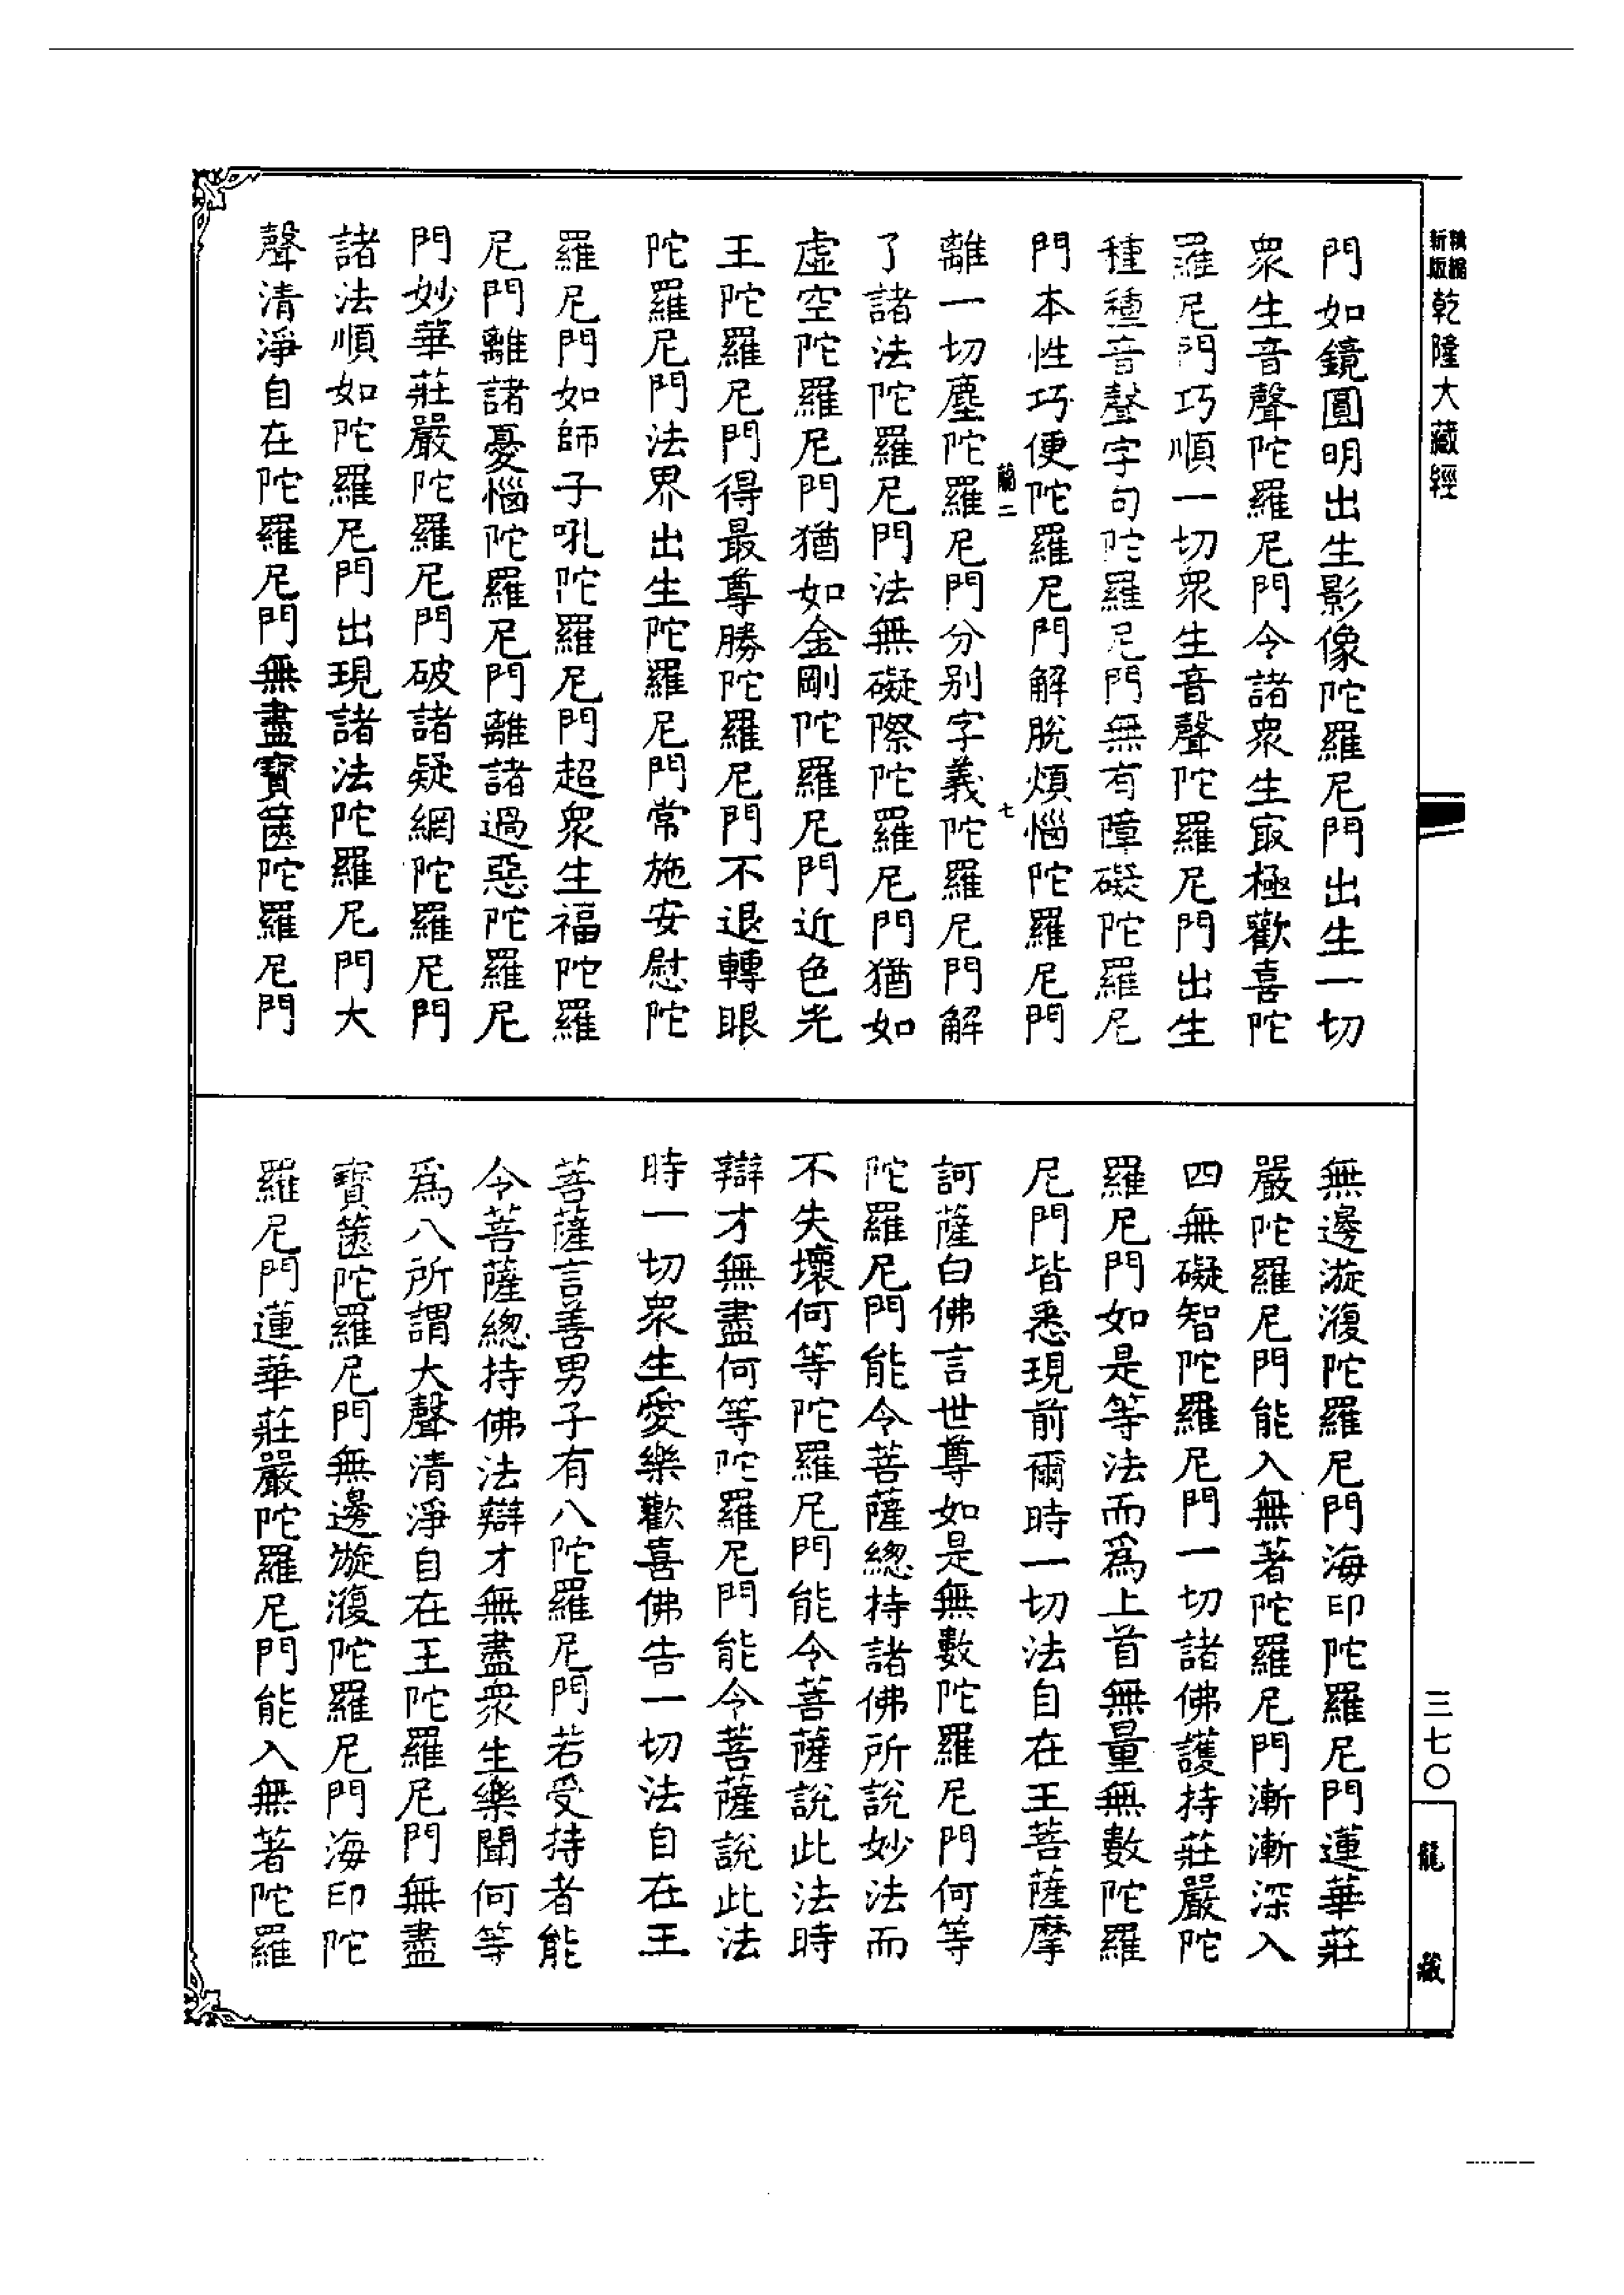 新版精編乾隆大藏經
門如鏡圓明出生影像陀羅尼門出生一切
衆生音聲陀羅尼門令諸衆生㝡極歡喜陀
羅尼門巧順一切衆生音聲陀羅尼門出生
種種音聲字句陀羅尼門無有障礙陀羅尼
門本性巧便陀羅尼門解脫煩惱陀羅尼門
蘭二 七
離一切塵陀羅尼門分别字義陀羅尼門解
了諸法陀羅尼門法無礙際陀羅尼門猶如
虛空陀羅尼門猶如金剛陀羅尼門近色光
王陀羅尼門得最尊勝陀羅尼門不退轉眼
陀羅尼門法界出生陀羅尼門常施安慰陀
羅尼門如師子吼陀羅尼門超衆生福陀羅
尼門離諸憂惱陀羅尼門離諸過惡陀羅尼
門妙華莊嚴陀羅尼門破諸疑網陀羅尼門
諸法順如陀羅尼門出現諸法陀羅尼門大
聲清淨自在陀羅尼門無盡寶篋陀羅尼門
無邊漩澓陀羅尼門海印陀羅尼門蓮華莊
嚴陀羅尼門能入無著陀羅尼門漸漸深入
四無礙智陀羅尼門一切諸佛護持莊嚴陀
羅尼門如是等法而爲上首無量無數陀羅
尼門皆悉現前爾時一切法自在王菩薩摩
訶薩白佛言世尊如是無數陀羅尼門何等
陀羅尼門能令菩薩總持諸佛所說妙法而
不失壞何等陀羅尼門能令菩薩說此法時
辯才無盡何等陀羅尼門能令菩薩說此法
時一切衆生愛樂歡喜佛告一切法自在王
菩薩言善男子有八陀羅尼門若受持者能
令菩薩總持佛法辯才無盡衆生樂聞何等
爲八所謂大聲清淨自在王陀羅尼門無盡
寶篋陀羅尼門無邊漩澓陀羅尼門海印陀
羅尼門蓮華莊嚴陀羅尼門能入無著陀羅
三七〇
龍藏